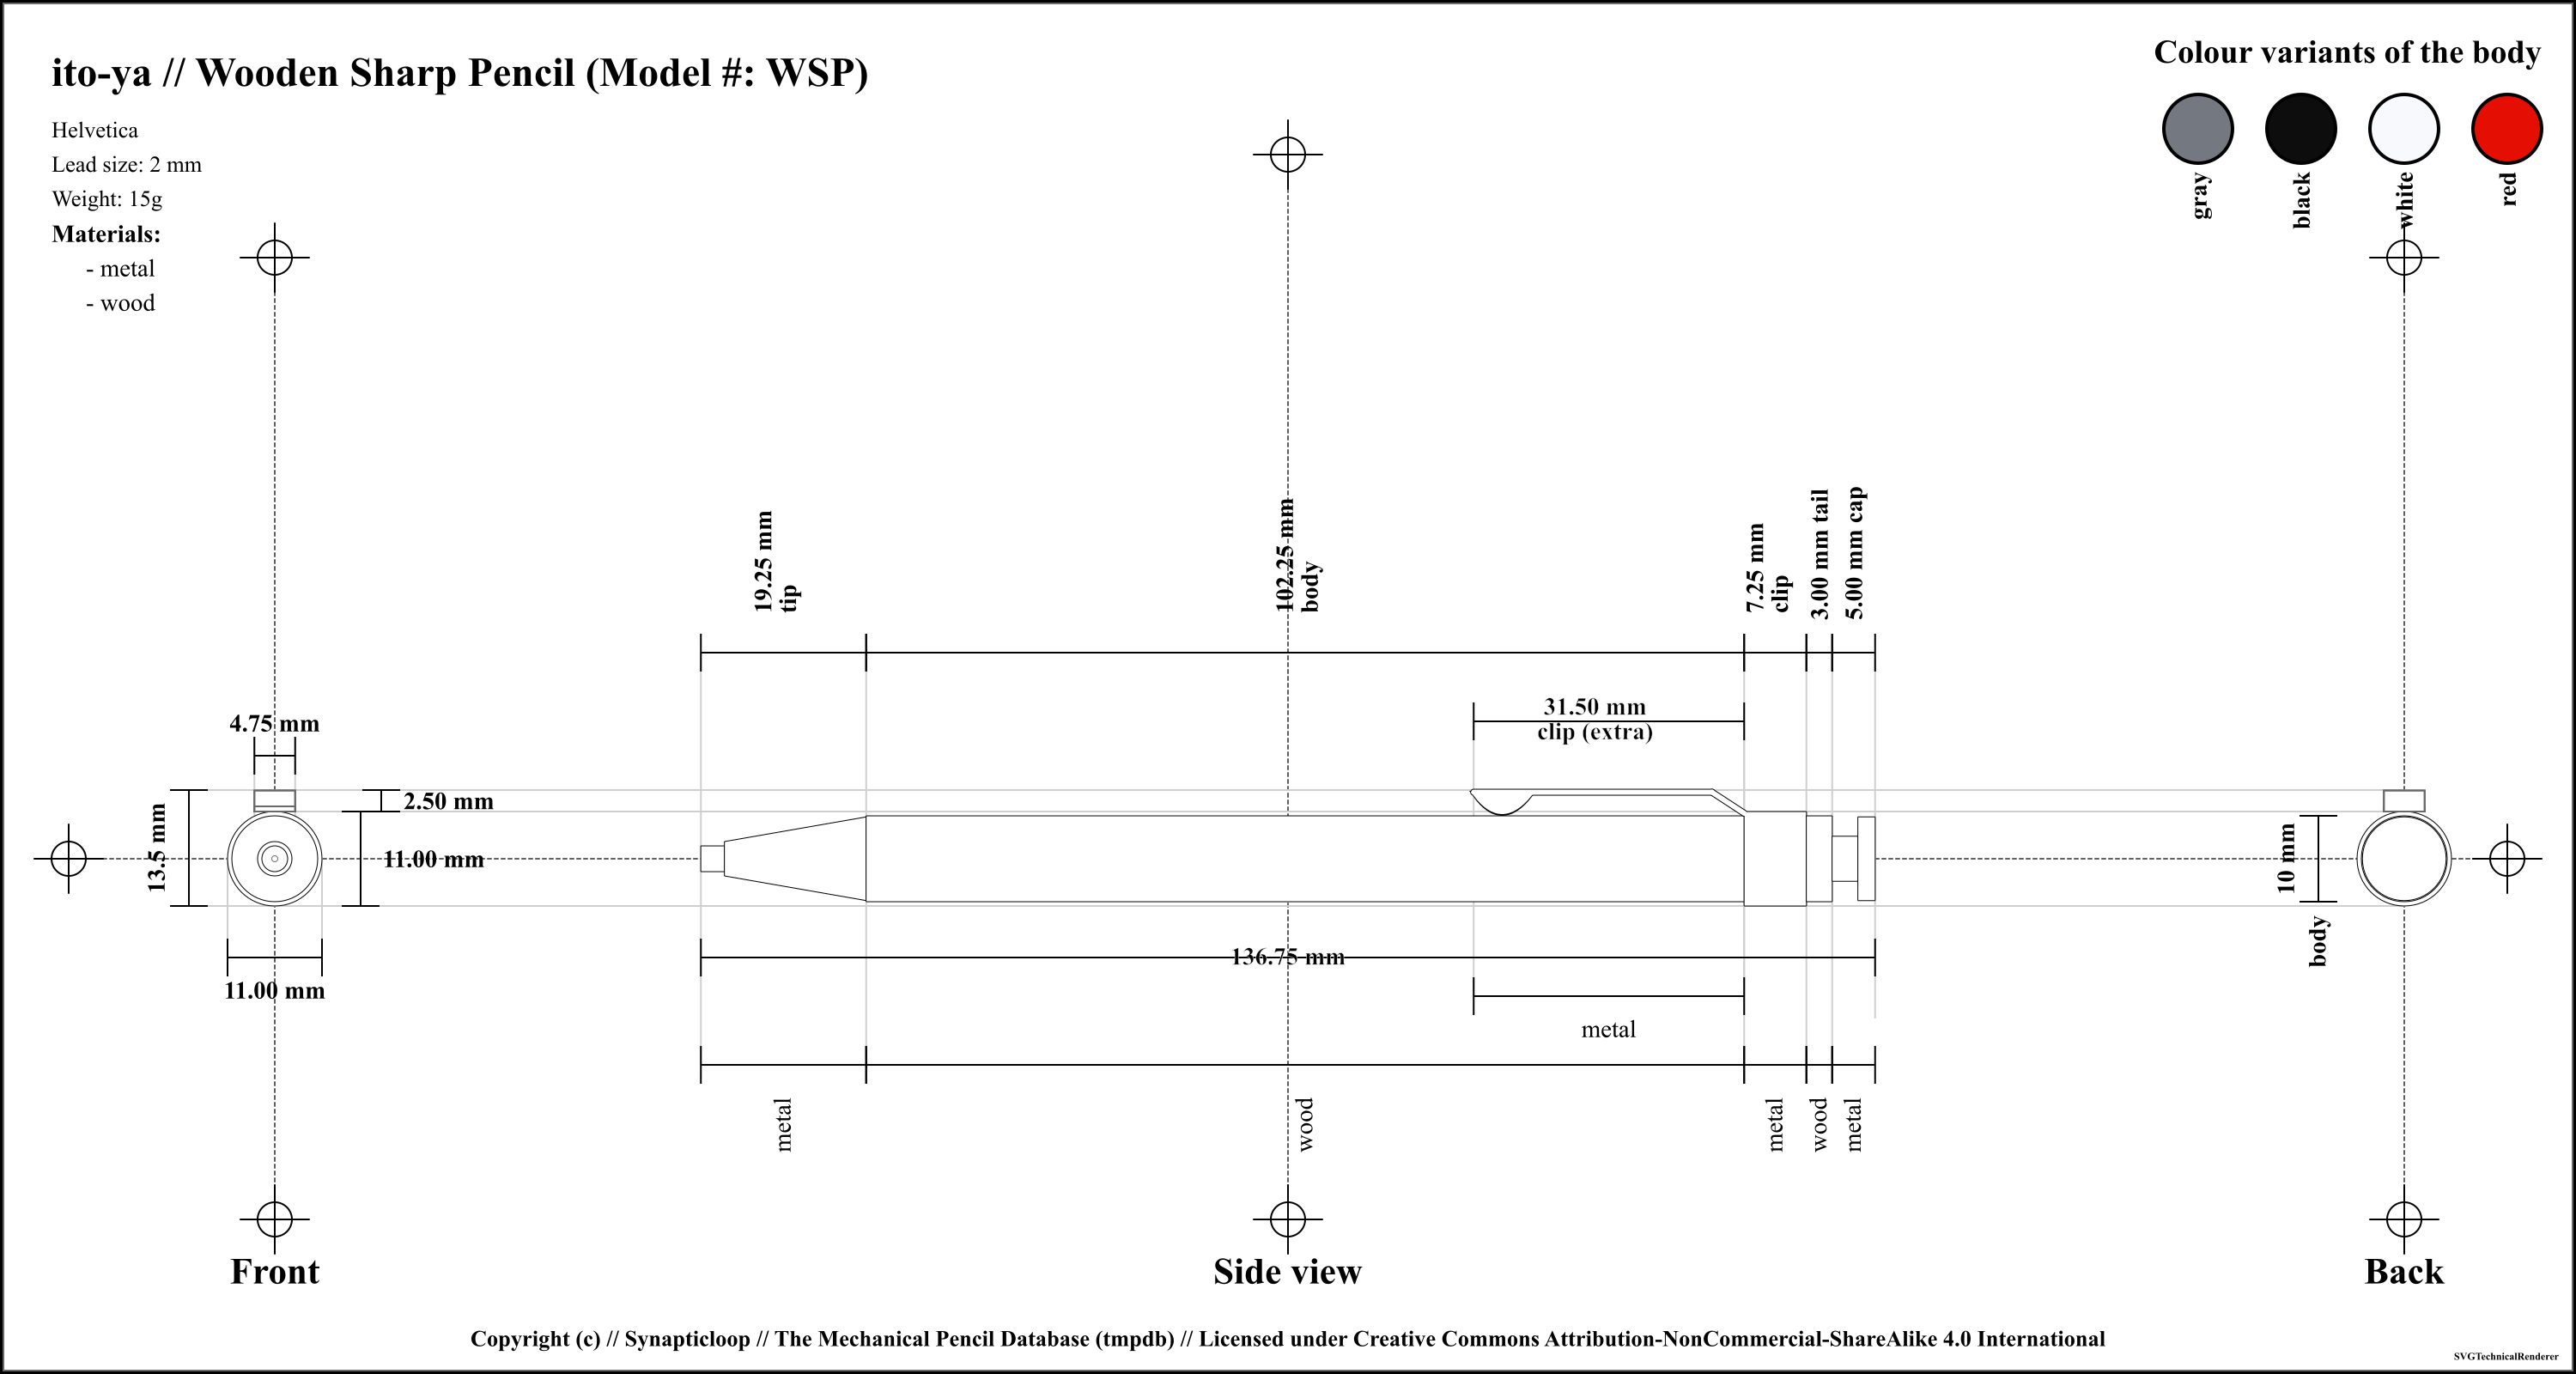 ito-ya // Wooden Sharp Pencil (Model #: WSP)
Colour variants of the body
Helvetica
Lead size: 2 mm
Weight: 15g
Materials:
- metal
- wood
gray
black
white
red
19.25 mm
tip
102.25 mm
body
7.25 mm
clip
3.00 mm tail
5.00 mm cap
31.50 mm
clip (extra)
4.75 mm
2.50 mm
13.5 mm
11.00 mm
11.00 mm
10 mm
body
136.75 mm
metal
metal
wood
metal
wood
metal
Front
Side view
Back
Copyright (c) // Synapticloop // The Mechanical Pencil Database (tmpdb) // Licensed under Creative Commons Attribution-NonCommercial-ShareAlike 4.0 International
SVGTechnicalRenderer